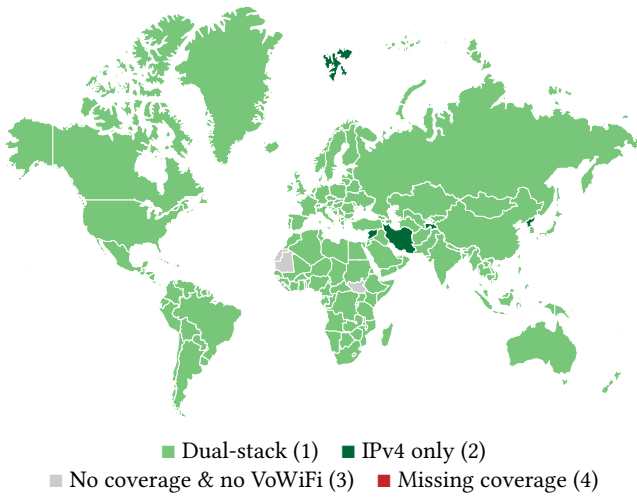 Dual-stack (1) IPv4 only (2)
No coverage & no VoWiFi (3) Missing coverage (4)